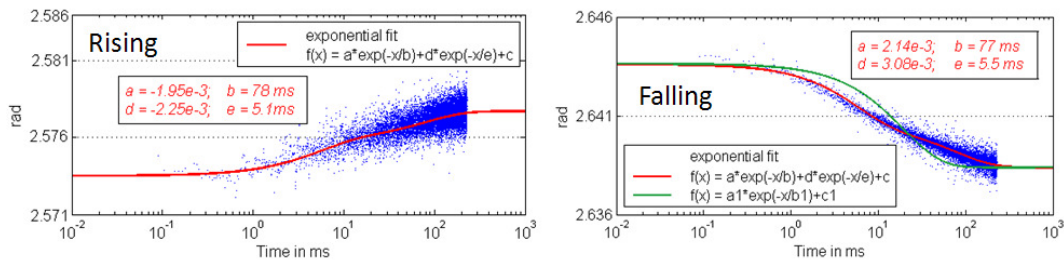 2.586
2.581
2.576
2.571
rad
Rising
exponential fit
f(x) = a*exp(-x/b)+d*exp(-x/e)+c
a = -1.95e-3; b = 78 ms
d = -2.25e-3; e = 5.1ms
10^-2 10^-1 10^0 10^1 10^2 10^3
Time in ms
2.646
2.641
2.636
rad
Falling
a = 2.14e-3; b = 77 ms
d = 3.08e-3; e = 5.5 ms
exponential fit
f(x) = a*exp(-x/b)+d*exp(-x/e)+c
f(x) = a1*exp(-x/b1)+c1
10^-2 10^-1 10^0 10^1 10^2 10^3
Time in ms